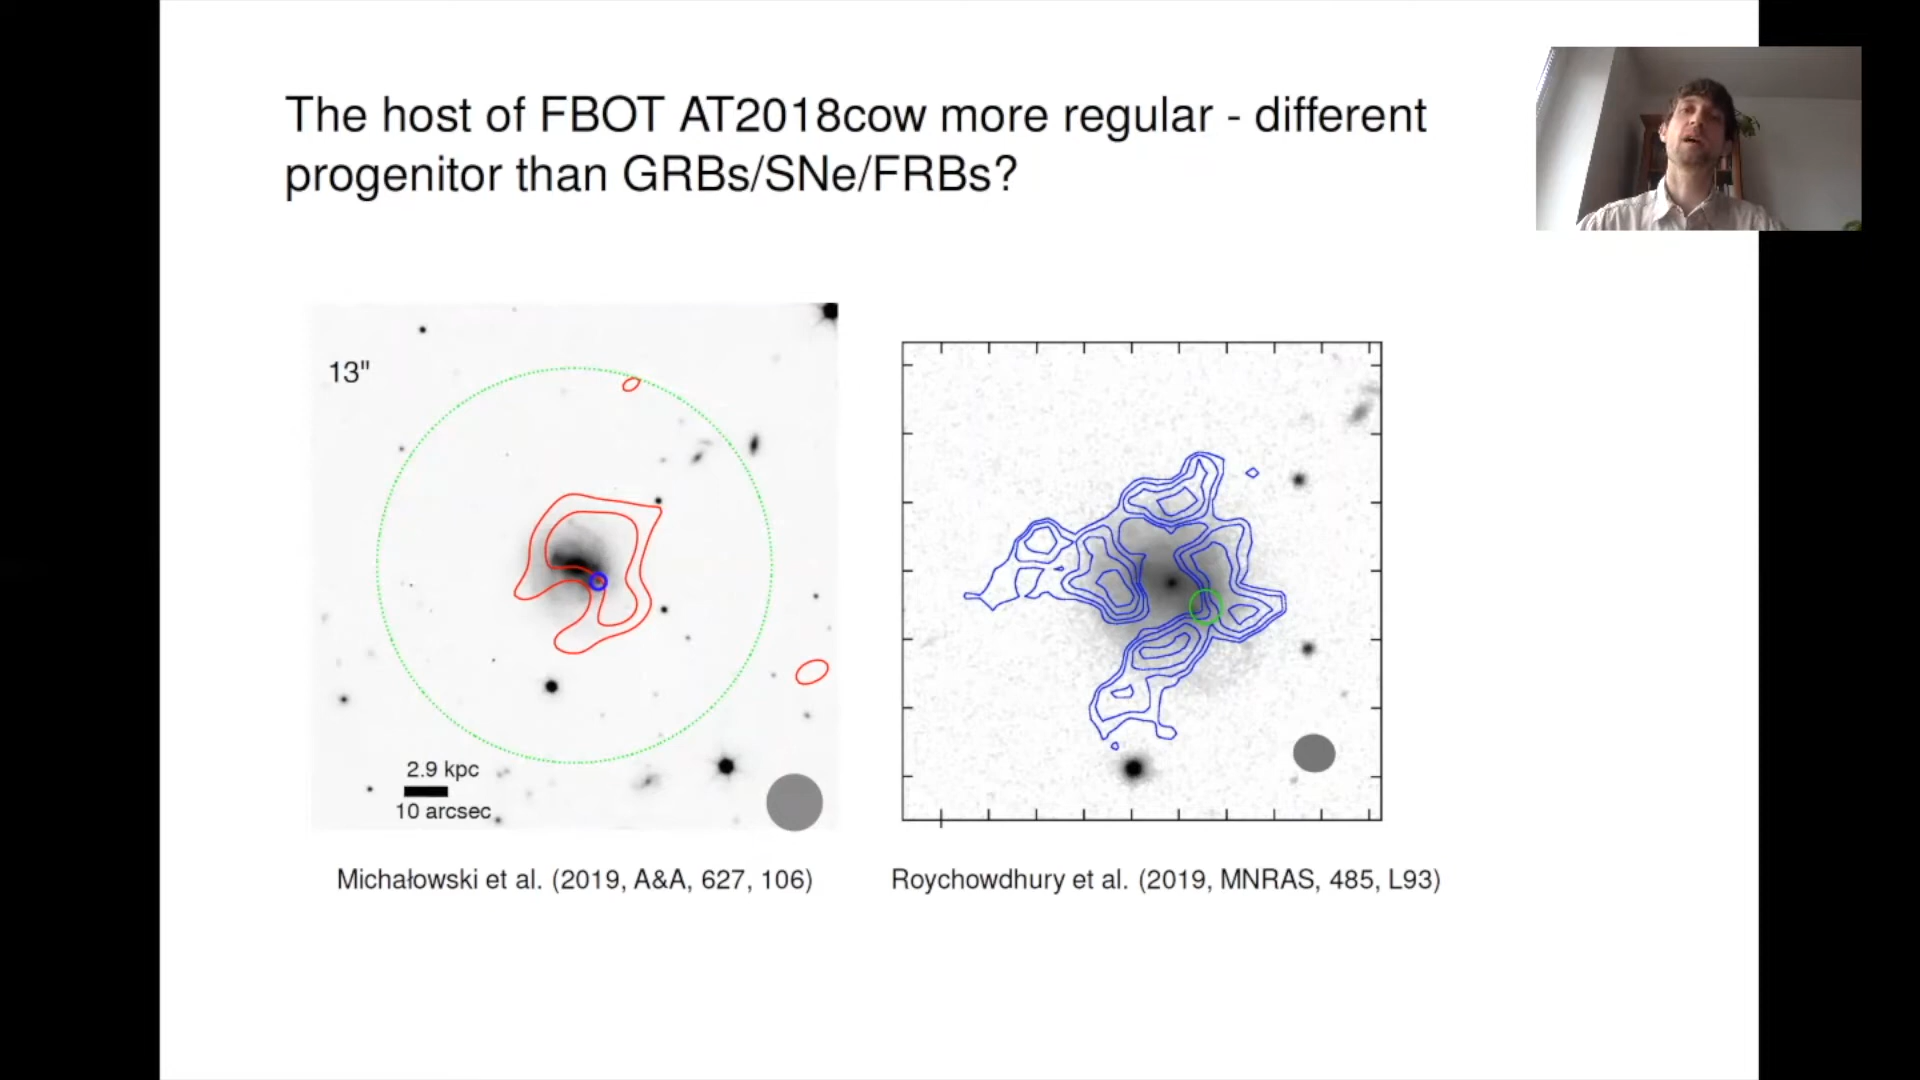 The host of FBOT AT2018cow more regular - different
progenitor than GRBs/SNe/FRBs?
13"
2.9 kpc
10 arcsec
Michałowski et al. (2019, A&A, 627, 106)
Roychowdhury et al. (2019, MNRAS, 485, L93)